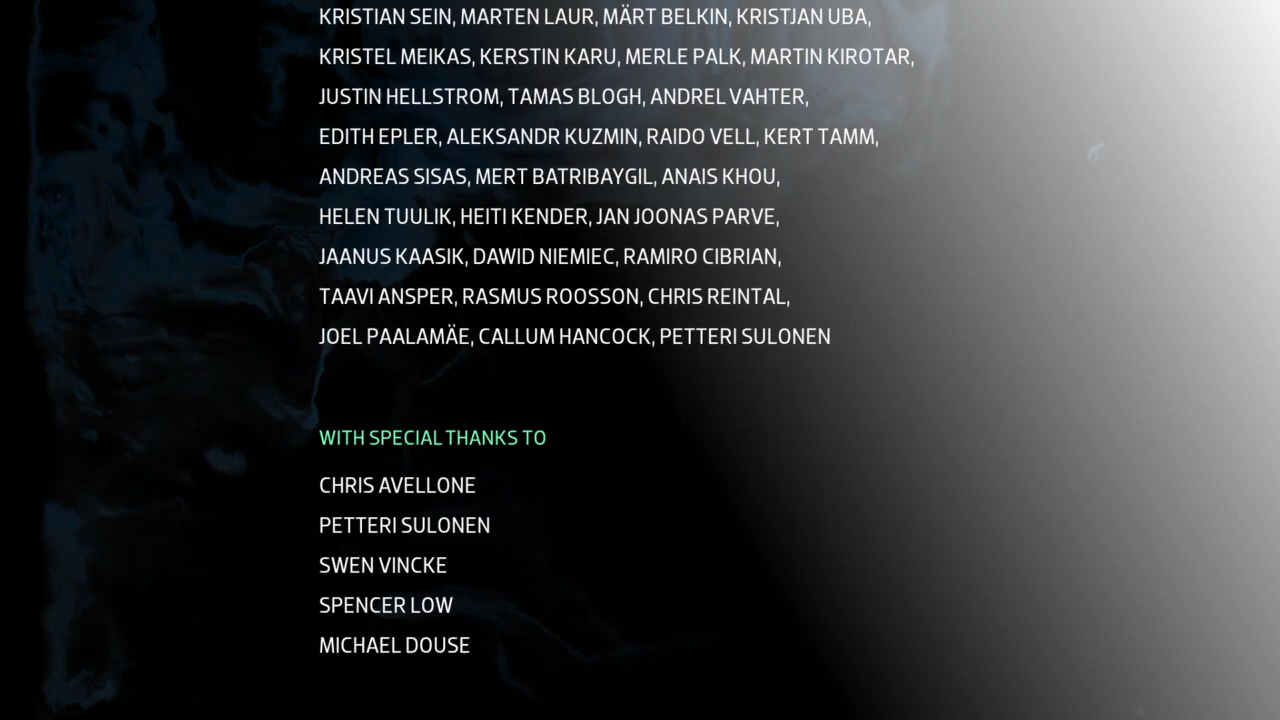 KRISTIAN SEIN, MARTEN LAUR, MÄRT BELKIN, KRISTJAN UBA,
KRISTEL MEIKAS, KERSTIN KARU, MERLE PALK, MARTIN KIROTAR,
JUSTIN HELLSTROM, TAMAS BLOGH, ANDREL VAHTER,
EDITH EPLER, ALEKSANDR KUZMIN, RAIDO VELL, KERT TAMM,
ANDREAS SISAS, MERT BATRIBAYGIL, ANAIS KHOU,
HELEN TUULIK, HEITI KENDER, JAN JOONAS PARVE,
JAANUS KAASIK, DAWID NIEMIEC, RAMIRO CIBRIAN,
TAAVI ANSPER, RASMUS ROOSSON, CHRIS REINTAL,
JOEL PAALAMÄE, CALLUM HANCOCK, PETTERI SULONEN
WITH SPECIAL THANKS TO
CHRIS AVELLONE
PETTERI SULONEN
SWEN VINCKE
SPENCER LOW
MICHAEL DOUSE